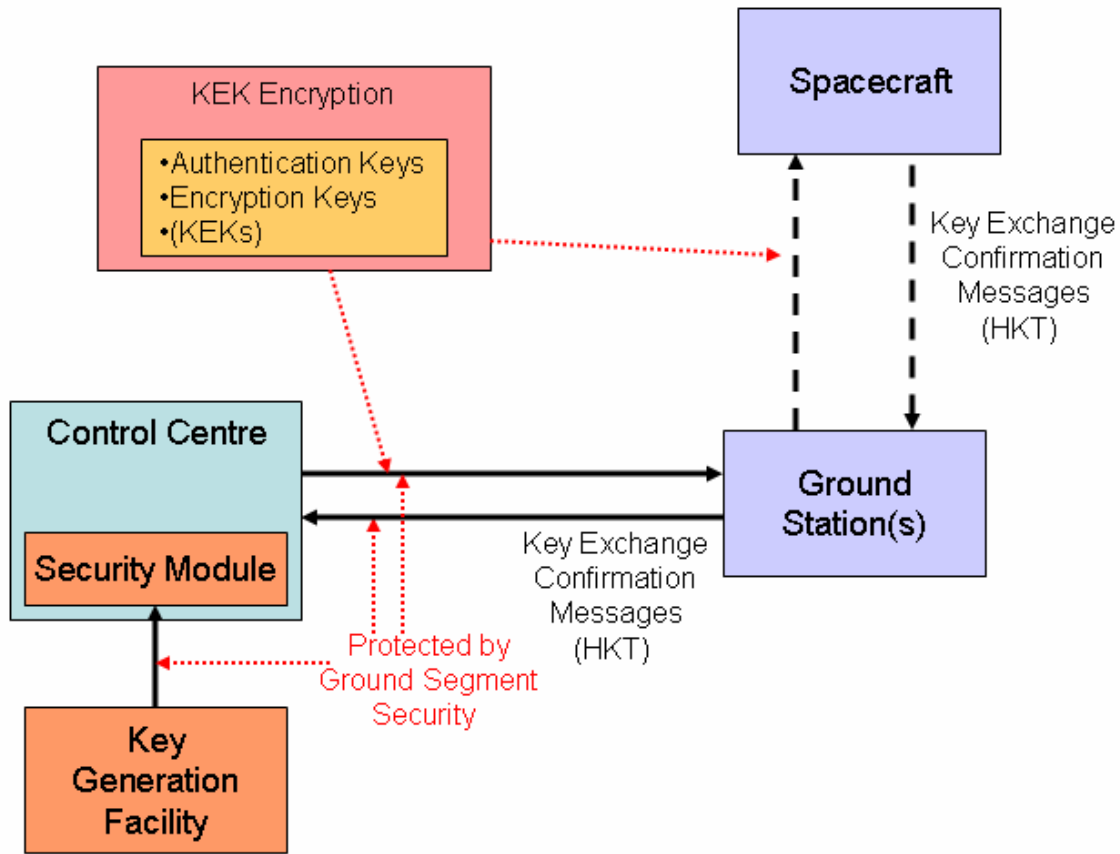 KEK Encryption
•Authentication Keys
•Encryption Keys
•(KEKs)
Spacecraft
Key Exchange
Confirmation
Messages
(HKT)
Control Centre
Security Module
Ground
Station(s)
Key Exchange
Confirmation
Messages
(HKT)
Protected by
Ground Segment
Security
Key
Generation
Facility